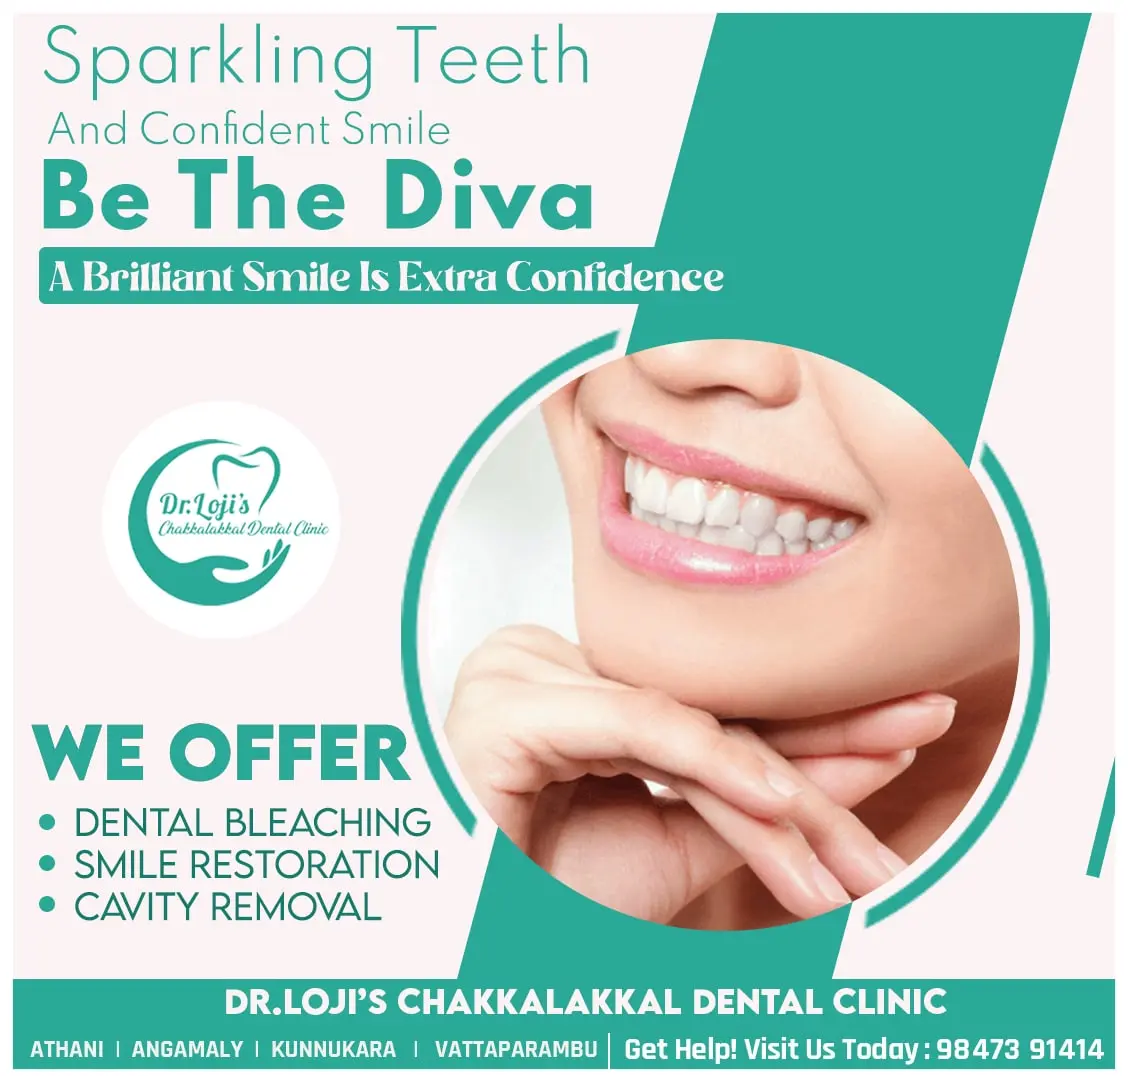 Sparkling Teeth
And Confident Smile
Be The Diva
A Brilliant Smile Is Extra Confidence
Dr.Loji's
Chakkalakkal Dental Clinic
WE OFFER
• DENTAL BLEACHING
• SMILE RESTORATION
• CAVITY REMOVAL
DR.LOJI'S CHAKKALAKKAL DENTAL CLINIC
ATHANI | ANGAMALY | KUNNUKARA | VATTAPARAMBU | Get Help! Visit Us Today : 98473 91414